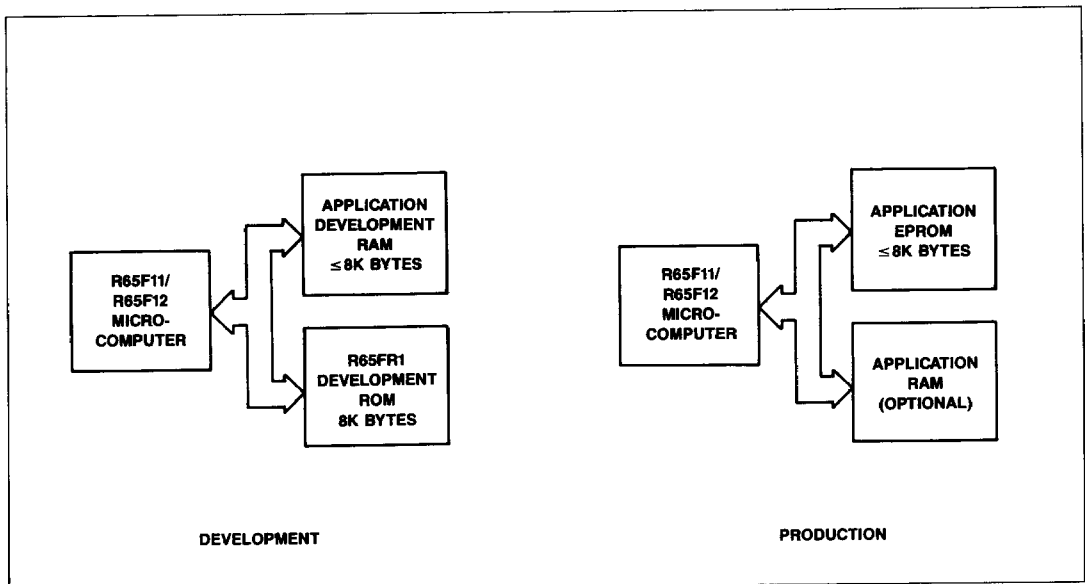 R65F11/
R65F12
MICRO-
COMPUTER
APPLICATION
DEVELOPMENT
RAM
≤8K BYTES
R65FR1
DEVELOPMENT
ROM
8K BYTES
DEVELOPMENT
R65F11/
R65F12
MICRO-
COMPUTER
APPLICATION
EPROM
≤8K BYTES
APPLICATION
RAM
(OPTIONAL)
PRODUCTION